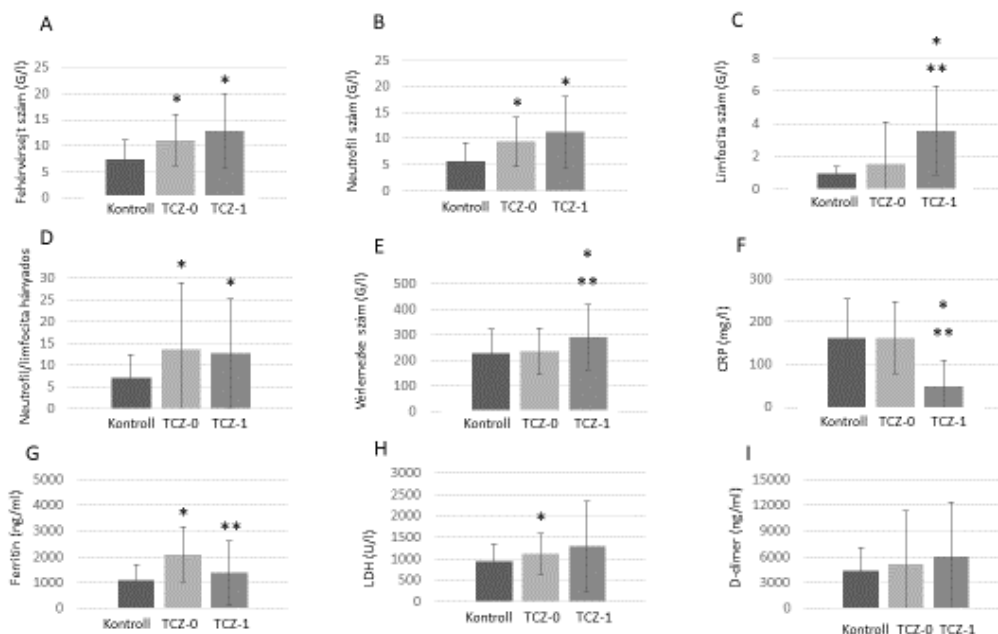 A
Fehérvérsejt szám (G/l)
25
20
15
10
5
0
*
*
Kontroll TCZ-0 TCZ-1
B
Neutrofil szám (G/l)
25
20
15
10
5
0
*
*
Kontroll TCZ-0 TCZ-1
C
Limfocita szám (G/l)
8
6
4
2
0
*
**
Kontroll TCZ-0 TCZ-1
D
Neutrofil/limfocita hányados
30
25
20
15
10
5
0
*
*
Kontroll TCZ-0 TCZ-1
E
Vérlemezke szám (G/l)
500
400
300
200
100
0
*
**
Kontroll TCZ-0 TCZ-1
F
CRP (mg/l)
300
200
100
0
*
**
Kontroll TCZ-0 TCZ-1
G
Ferritin (ng/ml)
5000
4000
3000
2000
1000
0
*
**
Kontroll TCZ-0 TCZ-1
H
LDH (U/l)
3000
2500
2000
1500
1000
500
0
*
Kontroll TCZ-0 TCZ-1
I
D-dimer (ng/ml)
15000
12000
9000
6000
3000
0
Kontroll TCZ-0 TCZ-1